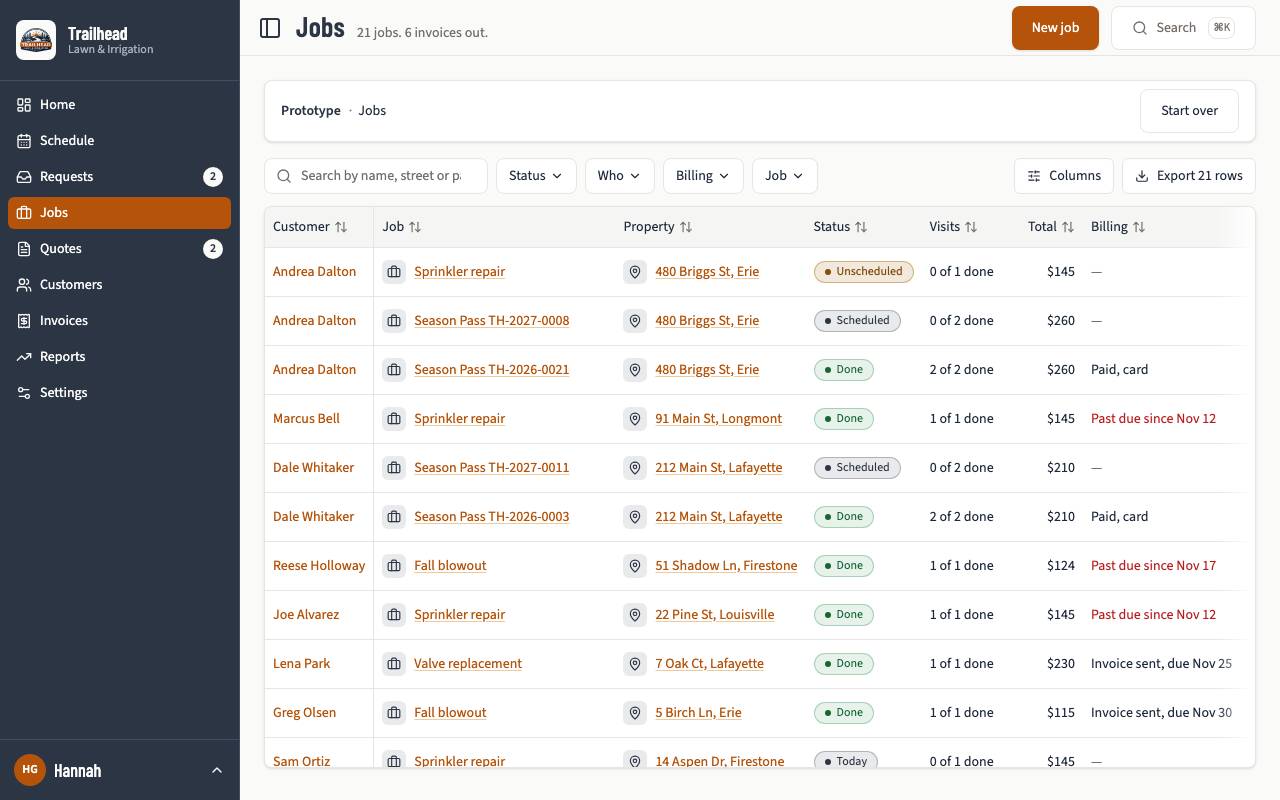 Trailhead
Lawn & Irrigation
Home
Schedule
Requests 2
Jobs
Quotes 2
Customers
Invoices
Reports
Settings
HG Hannah
Jobs 21 jobs. 6 invoices out.
New job
Search ⌘K
Prototype · Jobs
Start over
Search by name, street or pa
Status
Who
Billing
Job
Columns
Export 21 rows
Customer Job Property Status Visits Total Billing
Andrea Dalton Sprinkler repair 480 Briggs St, Erie Unscheduled 0 of 1 done $145 —
Andrea Dalton Season Pass TH-2027-0008 480 Briggs St, Erie Scheduled 0 of 2 done $260 —
Andrea Dalton Season Pass TH-2026-0021 480 Briggs St, Erie Done 2 of 2 done $260 Paid, card
Marcus Bell Sprinkler repair 91 Main St, Longmont Done 1 of 1 done $145 Past due since Nov 12
Dale Whitaker Season Pass TH-2027-0011 212 Main St, Lafayette Scheduled 0 of 2 done $210 —
Dale Whitaker Season Pass TH-2026-0003 212 Main St, Lafayette Done 2 of 2 done $210 Paid, card
Reese Holloway Fall blowout 51 Shadow Ln, Firestone Done 1 of 1 done $124 Past due since Nov 17
Joe Alvarez Sprinkler repair 22 Pine St, Louisville Done 1 of 1 done $145 Past due since Nov 12
Lena Park Valve replacement 7 Oak Ct, Lafayette Done 1 of 1 done $230 Invoice sent, due Nov 25
Greg Olsen Fall blowout 5 Birch Ln, Erie Done 1 of 1 done $115 Invoice sent, due Nov 30
Sam Ortiz Sprinkler repair 14 Aspen Dr, Firestone Today 0 of 1 done $145 —